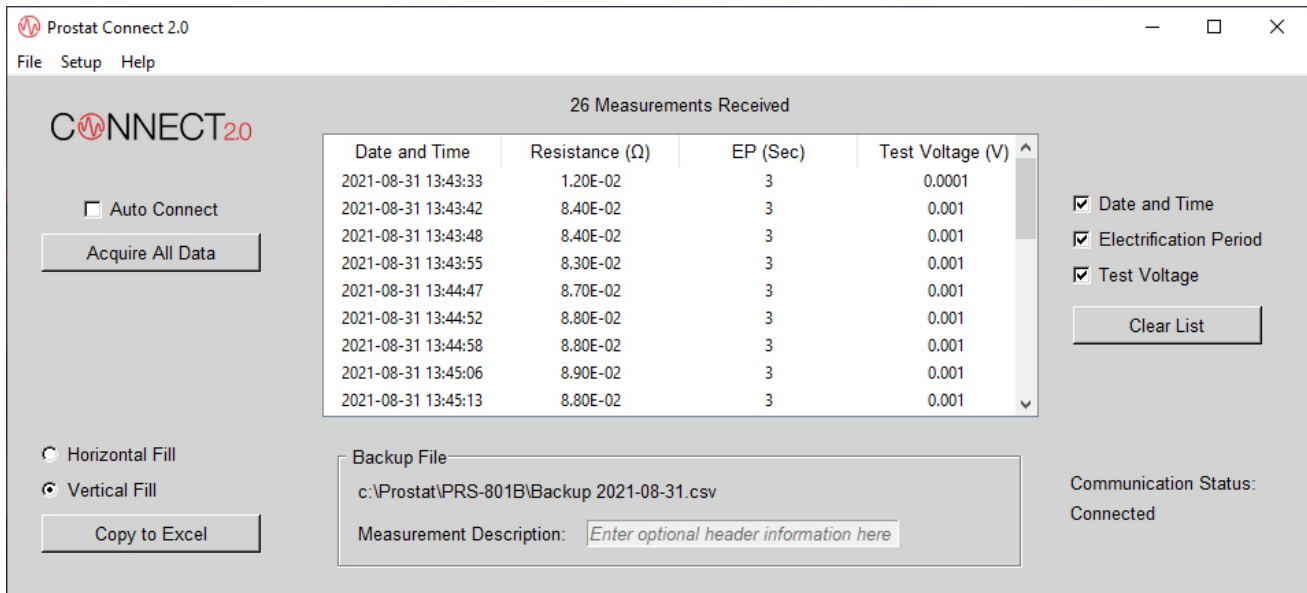 Prostat Connect 2.0
File Setup Help
CONNECT2.0
26 Measurements Received
Date and Time Resistance (Ω) EP (Sec) Test Voltage (V)
2021-08-31 13:43:33 1.20E-02 3 0.0001
2021-08-31 13:43:42 8.40E-02 3 0.001
2021-08-31 13:43:48 8.40E-02 3 0.001
2021-08-31 13:43:55 8.30E-02 3 0.001
2021-08-31 13:44:47 8.70E-02 3 0.001
2021-08-31 13:44:52 8.80E-02 3 0.001
2021-08-31 13:44:58 8.80E-02 3 0.001
2021-08-31 13:45:06 8.90E-02 3 0.001
2021-08-31 13:45:13 8.80E-02 3 0.001
Auto Connect
Acquire All Data
Date and Time
Electrification Period
Test Voltage
Clear List
Horizontal Fill
Vertical Fill
Copy to Excel
Backup File
c:\Prostat\PRS-801B\Backup 2021-08-31.csv
Measurement Description: Enter optional header information here
Communication Status:
Connected